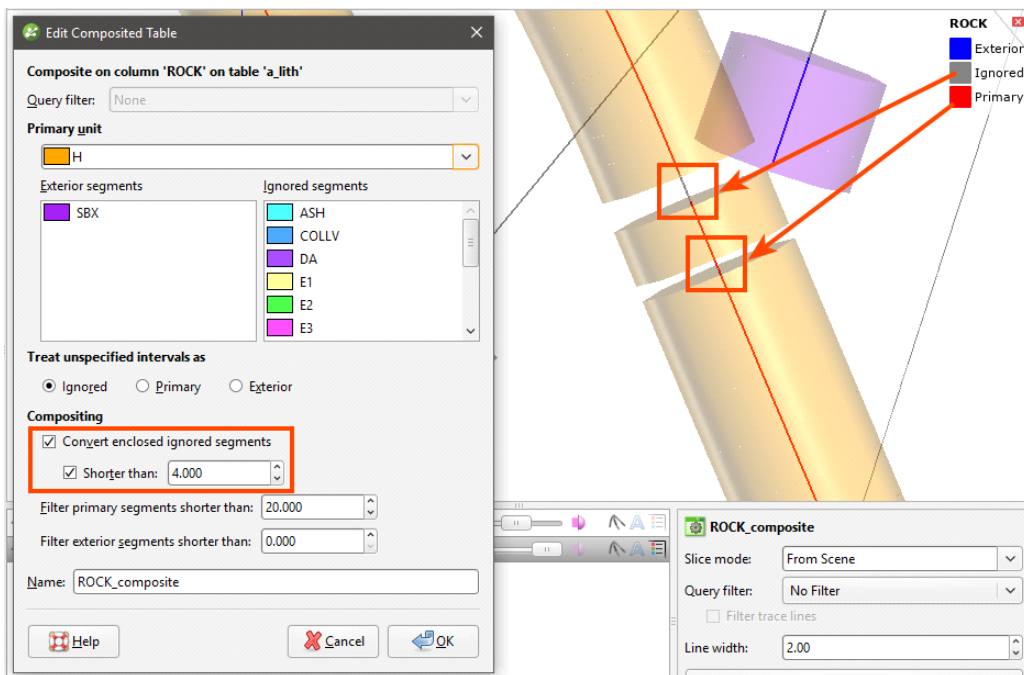 Edit Composited Table
Composite on column 'ROCK' on table 'a_lith'
Query filter: None
Primary unit
H
Exterior segments Ignored segments
SBX
ASH
COLLV
DA
E1
E2
E3
Treat unspecified intervals as
Ignored Primary Exterior
Compositing
Convert enclosed ignored segments
Shorter than: 4.000
Filter primary segments shorter than: 20.000
Filter exterior segments shorter than: 0.000
Name: ROCK_composite
Help Cancel OK
ROCK
Exterior
Ignored
Primary
ROCK_composite
Slice mode: From Scene
Query filter: No Filter
Filter trace lines
Line width: 2.00